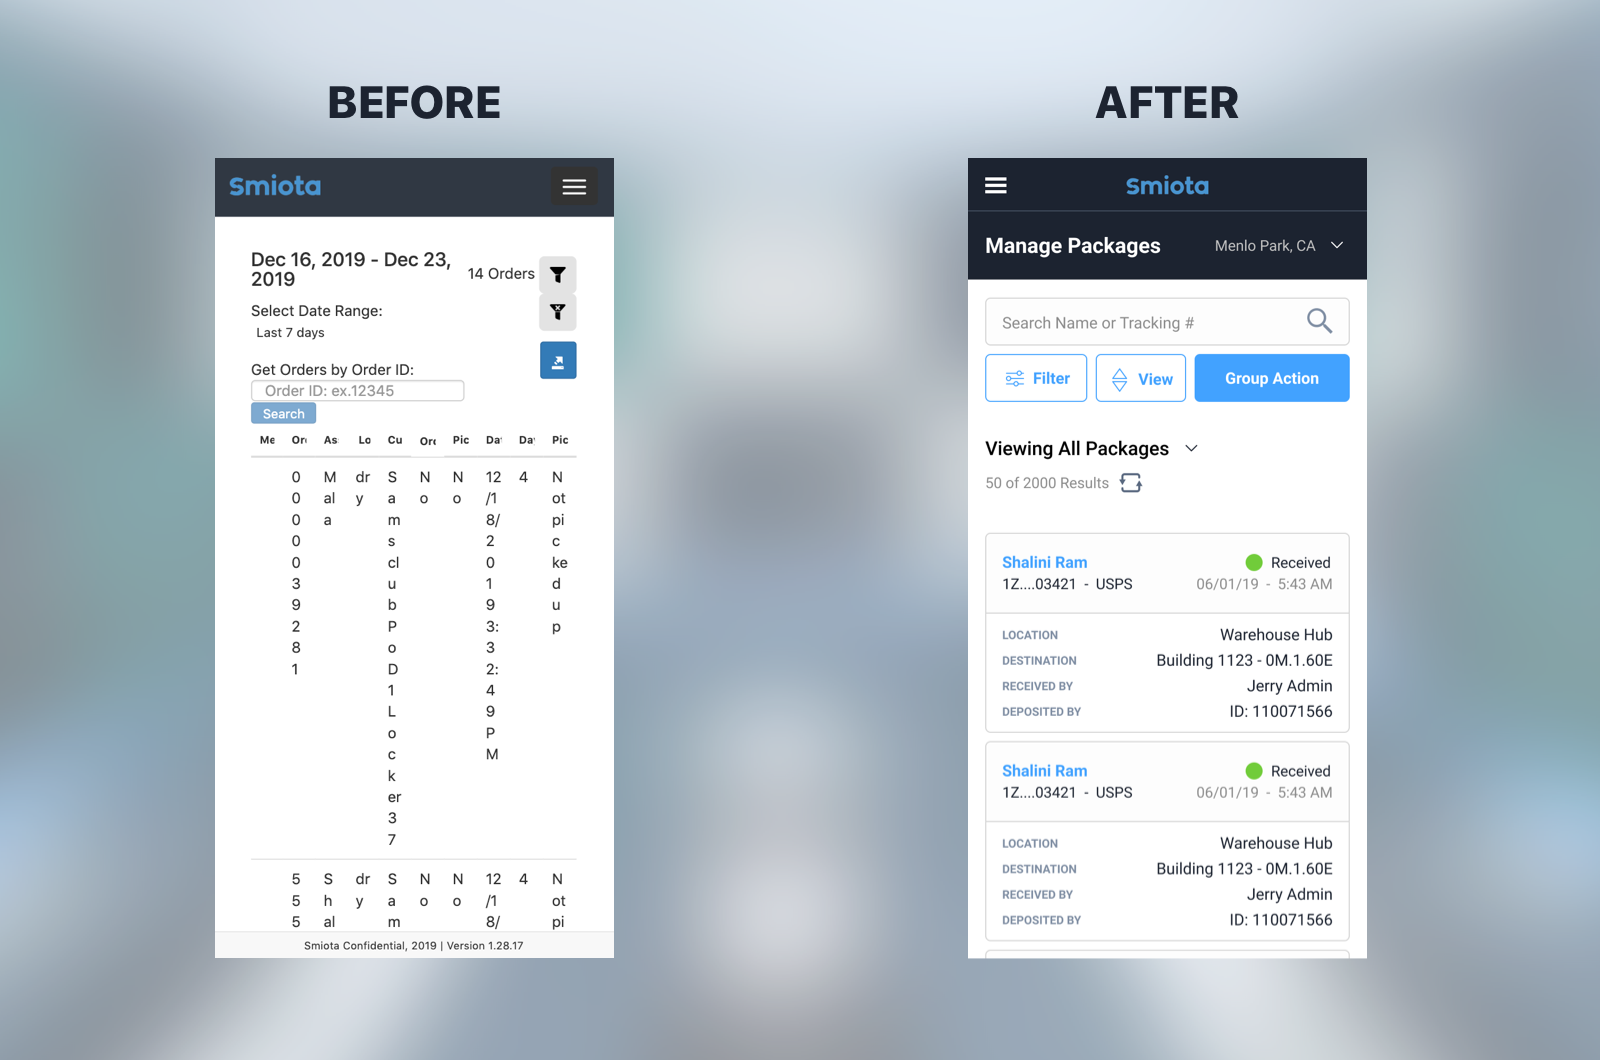 BEFORE
AFTER
smiota
Dec 16, 2019 - Dec 23,
2019
14 Orders
Select Date Range:
Last 7 days
Get Orders by Order ID:
Order ID: ex.12345
Search
Me Or As Lo Cu Orc Pic Da Da Pic
0 M dr S N N 12 4 N
0 al y a o o /1 ot
0 a m 8/ pi
0 s 2 c
0 cl 0 ke
3 u 1 d
9 b 9 u
2 P 3: p
8 o 3
1 D 2:
1 4
L 9
o P
c M
k
er
3
7
5 S dr S N N 12 4 N
5 h y a o o /1 ot
5 al m 8/ pi
Smiota Confidential, 2019 | Version 1.28.17
smiota
Manage Packages
Menlo Park, CA
Search Name or Tracking #
Filter
View
Group Action
Viewing All Packages
50 of 2000 Results
Shalini Ram Received
1Z....03421 - USPS 06/01/19 - 5:43 AM
LOCATION Warehouse Hub
DESTINATION Building 1123 - 0M.1.60E
RECEIVED BY Jerry Admin
DEPOSITED BY ID: 110071566
Shalini Ram Received
1Z....03421 - USPS 06/01/19 - 5:43 AM
LOCATION Warehouse Hub
DESTINATION Building 1123 - 0M.1.60E
RECEIVED BY Jerry Admin
DEPOSITED BY ID: 110071566